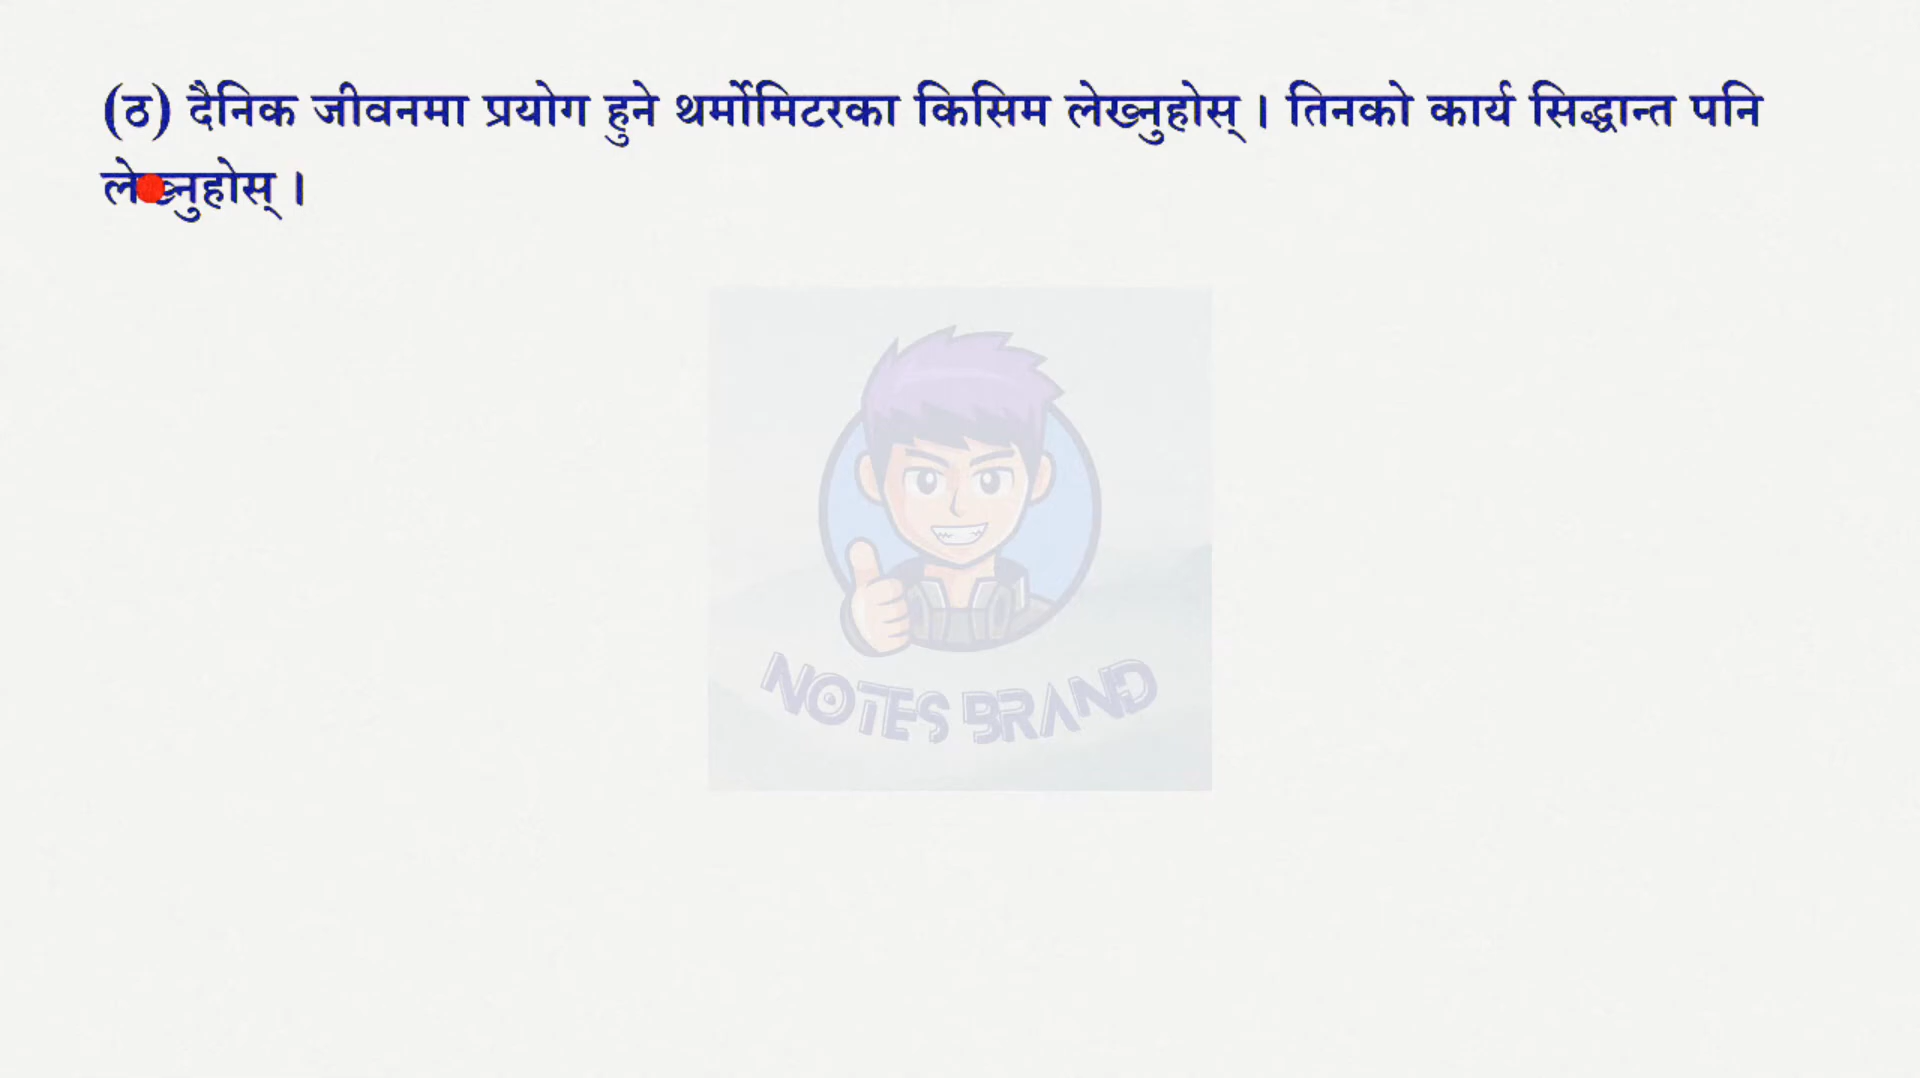 (ठ) दैनिक जीवनमा प्रयोग हुने थर्मोमिटरका किसिम लेख्नुहोस् । तिनको कार्य सिद्धान्त पनि
लेख्नुहोस् ।
NOTES BRAND